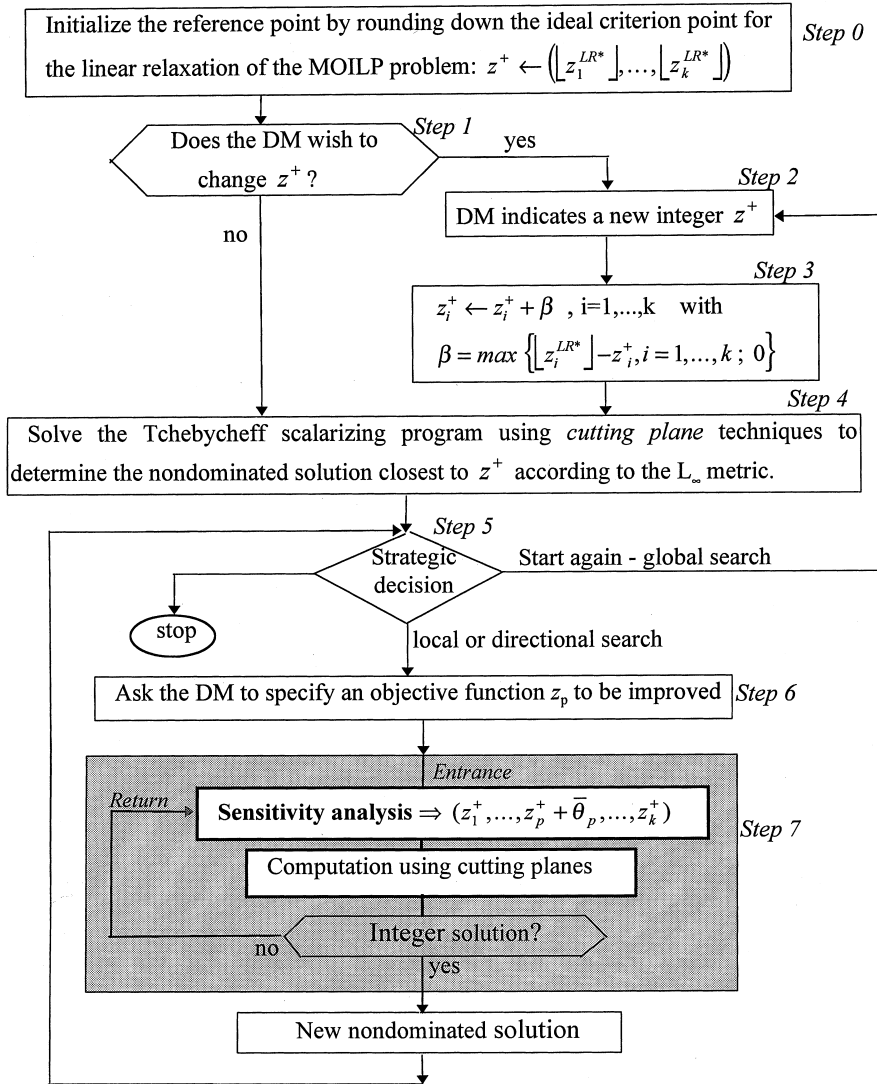 Initialize the reference point by rounding down the ideal criterion point for
Step 0
the linear relaxation of the MOILP problem: z⁺ ← (⌊z₁^{LR*}⌋,…,⌊z_k^{LR*}⌋)
Step 1
Does the DM wish to
change z⁺ ?
yes
no
Step 2
DM indicates a new integer z⁺
Step 3
z_i⁺ ← z_i⁺ + β , i=1,...,k with
β = max {⌊z_i^{LR*}⌋−z_i⁺, i = 1,…, k ; 0}
Step 4
Solve the Tchebycheff scalarizing program using cutting plane techniques to
determine the nondominated solution closest to z⁺ according to the L∞ metric.
Step 5
Strategic
decision
Start again - global search
stop
local or directional search
Ask the DM to specify an objective function z_p to be improved
Step 6
Entrance
Return
Sensitivity analysis ⇒ (z₁⁺,…,z_p⁺ + θ̄_p,…,z_k⁺)
Step 7
Computation using cutting planes
Integer solution?
no
yes
New nondominated solution